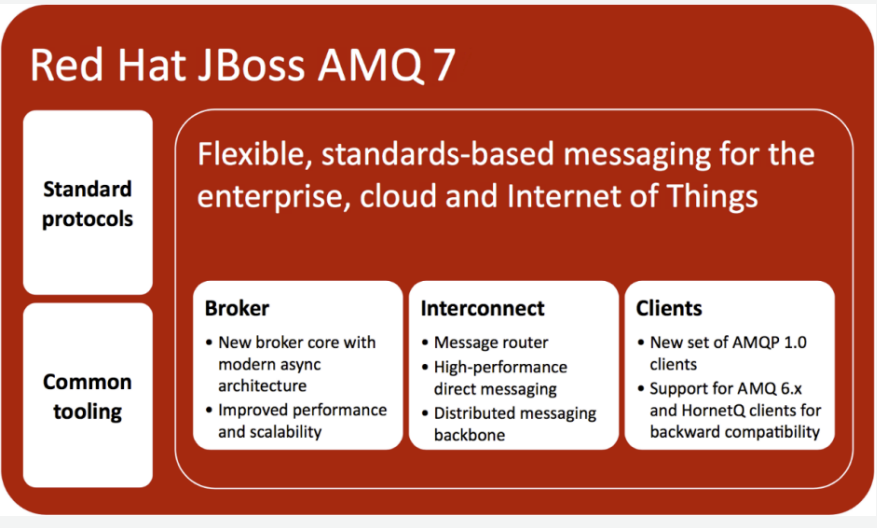 Red Hat JBoss AMQ 7
Standard
protocols
Common
tooling
Flexible, standards-based messaging for the
enterprise, cloud and Internet of Things
Broker
• New broker core with
modern async
architecture
• Improved performance
and scalability
Interconnect
• Message router
• High-performance
direct messaging
• Distributed messaging
backbone
Clients
• New set of AMQP 1.0
clients
• Support for AMQ 6.x
and HornetQ clients for
backward compatibility